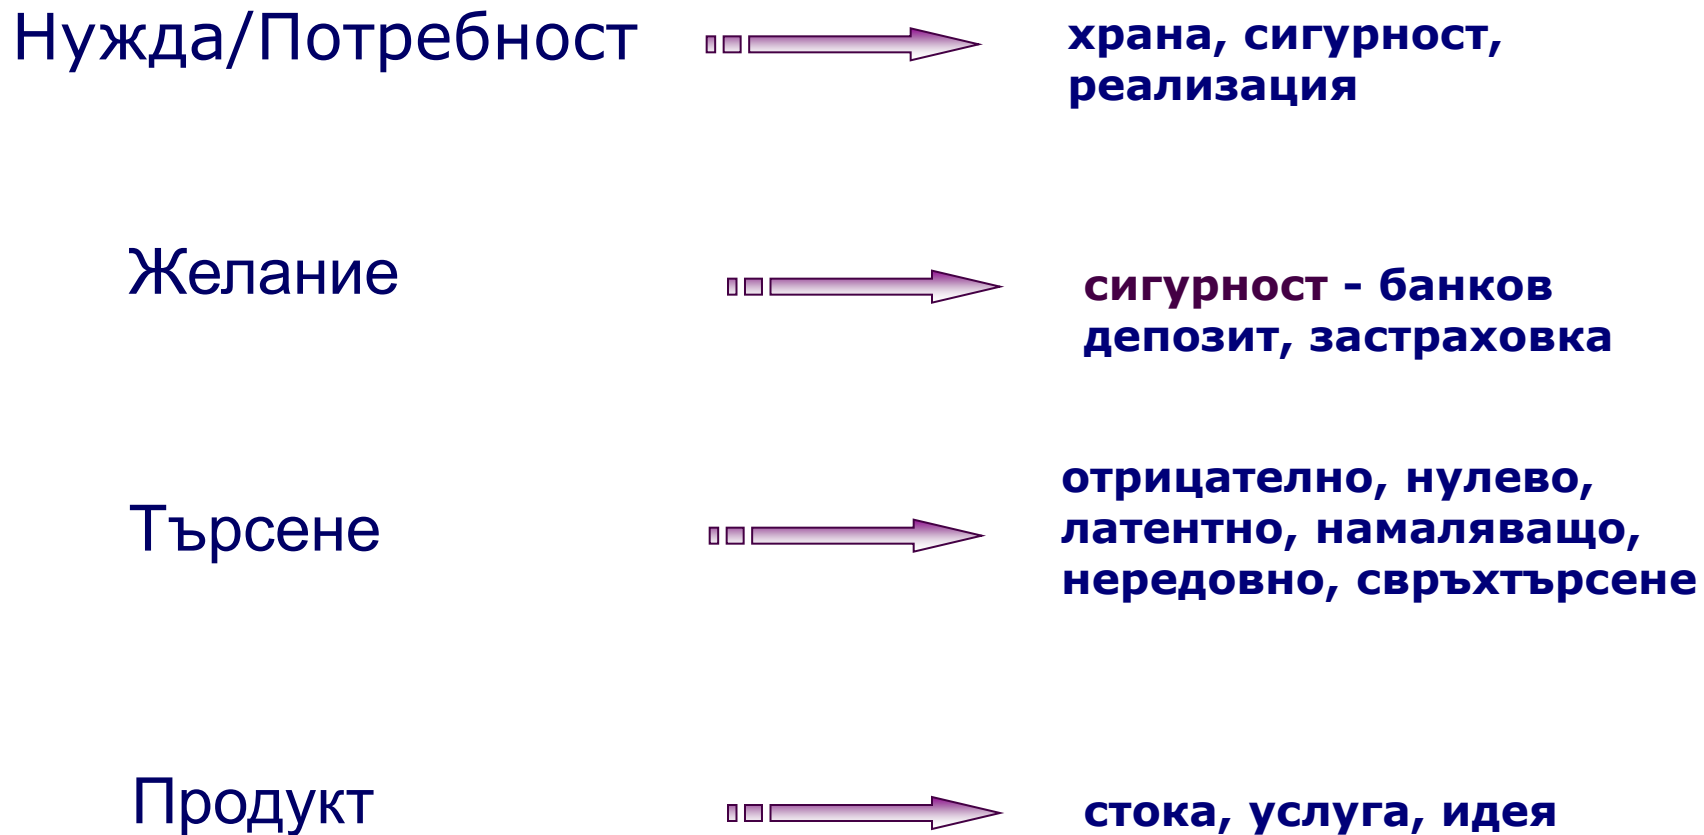 Нужда/Потребност
храна, сигурност,
реализация
Желание
сигурност - банков
депозит, застраховка
Търсене
отрицателно, нулево,
латентно, намаляващо,
нередовно, свръхтърсене
Продукт
стока, услуга, идея